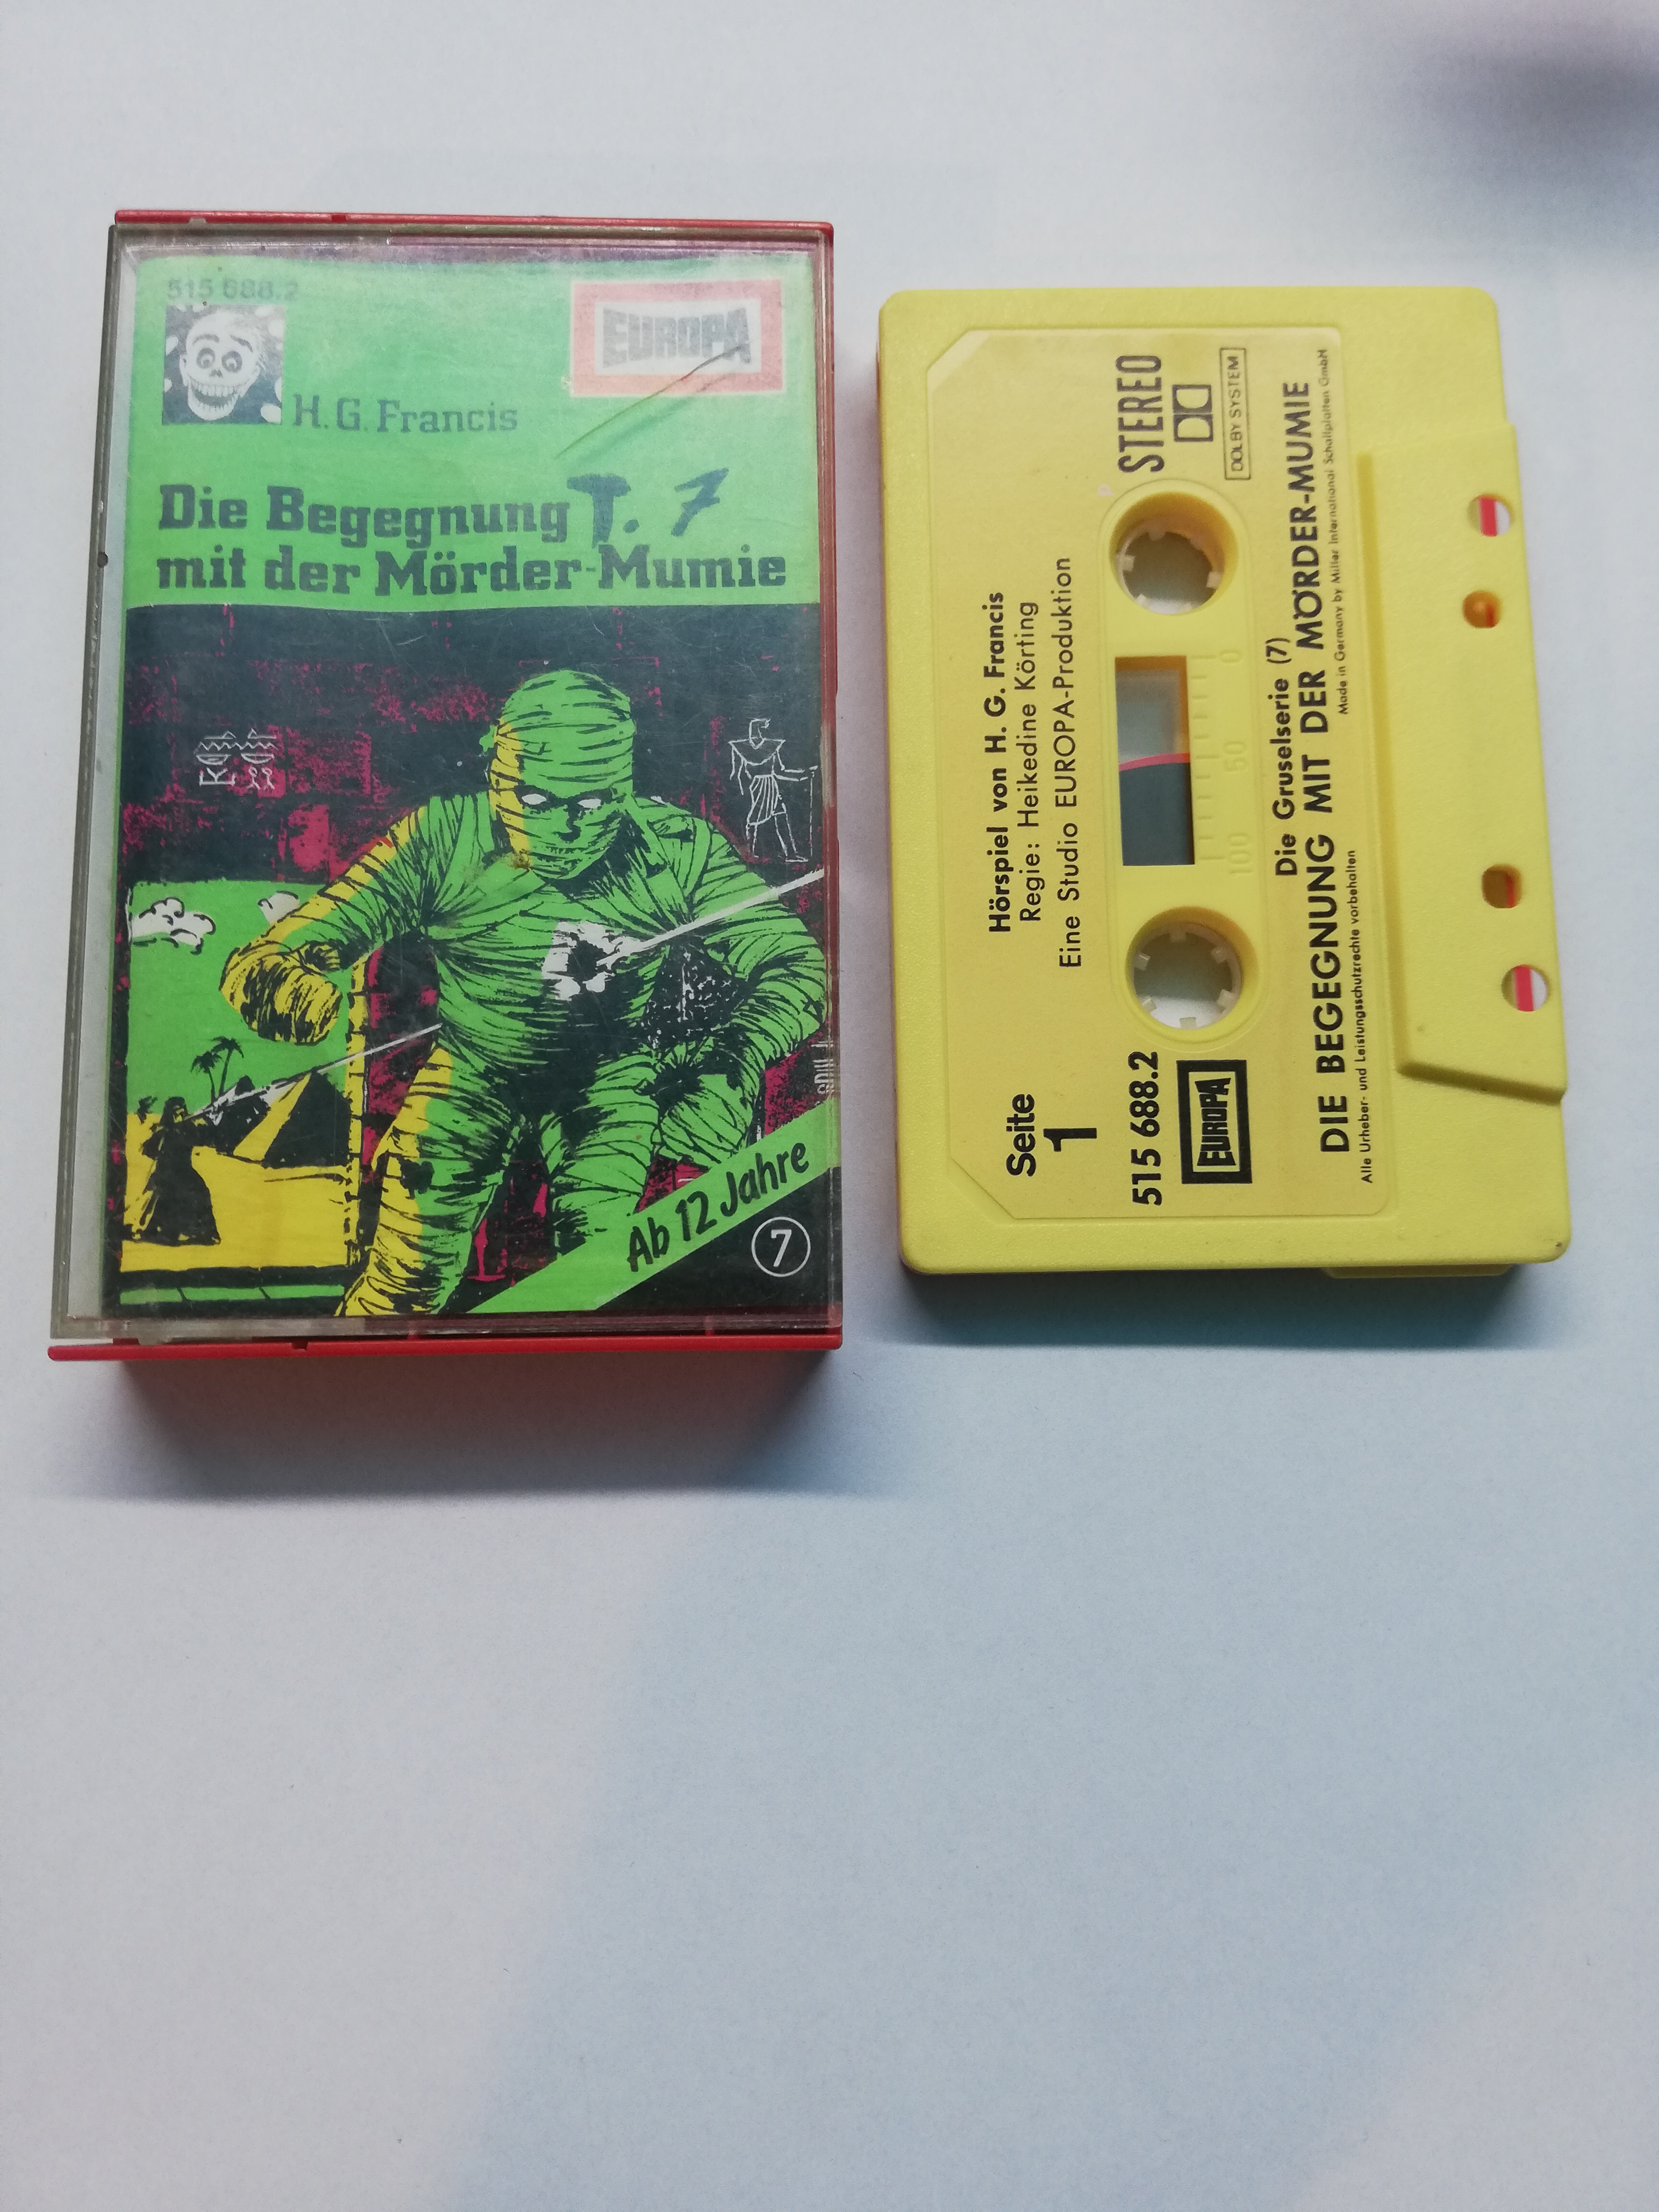 515 688.2
EUROPA
H.G. Francis
Die Begegnung T. 7
mit der Mörder-Mumie
Ab 12 Jahre
7
Hörspiel von H. G. Francis
Regie: Heikedine Körting
Eine Studio EUROPA-Produktion
Seite
1
515 688.2
EUROPA
STEREO
DOLBY SYSTEM
100 50 0
Die Gruselserie (7)
DIE BEGEGNUNG MIT DER MÖRDER-MUMIE
Alle Urheber- und Leistungsschutzrechte vorbehalten
Made in Germany by Miller International Schallplatten GmbH